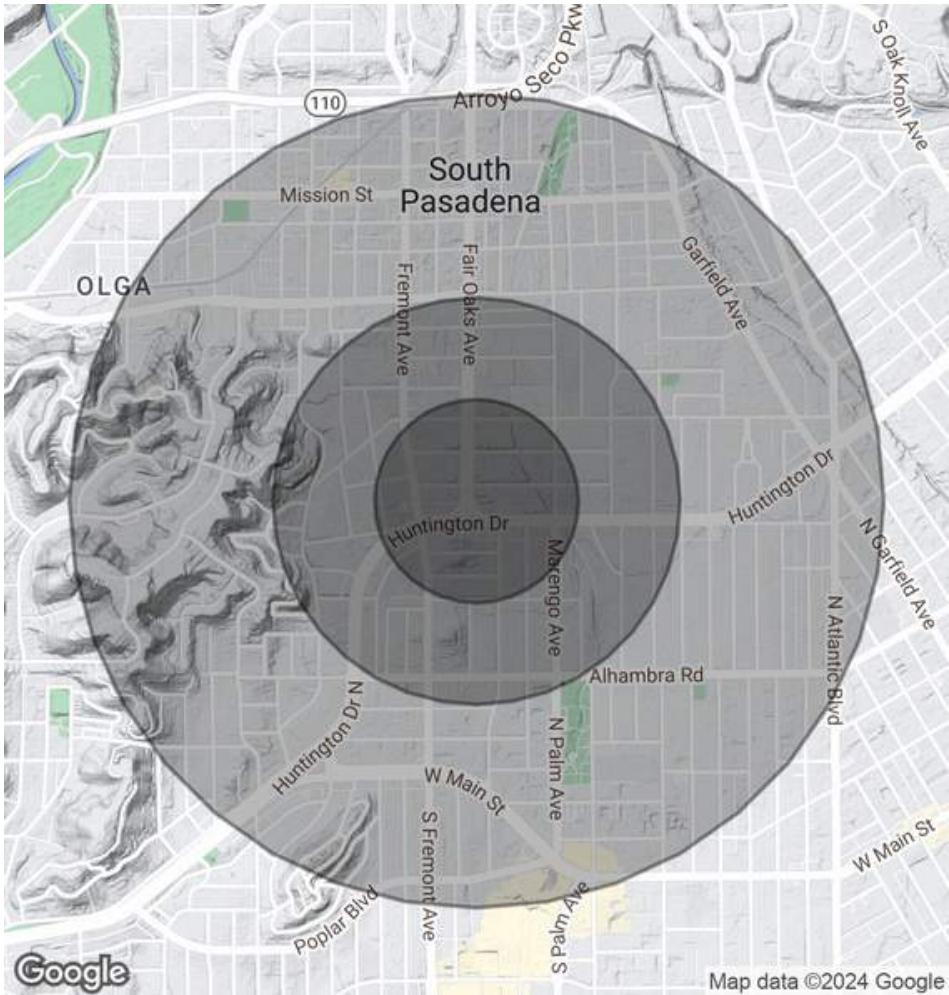 Arroyo Seco Pkwy
110
S Oak Knoll Ave
South
Pasadena
Mission St
OLGA
Fremont Ave
Fair Oaks Ave
Garfield Ave
Huntington Dr
Huntington Dr
Marengo Ave
N Garfield Ave
N Atlantic Blvd
Alhambra Rd
Huntington Dr N
N Palm Ave
W Main St
S Fremont Ave
W Main St
Poplar Blvd
S Palm Ave
Google
Map data ©2024 Google